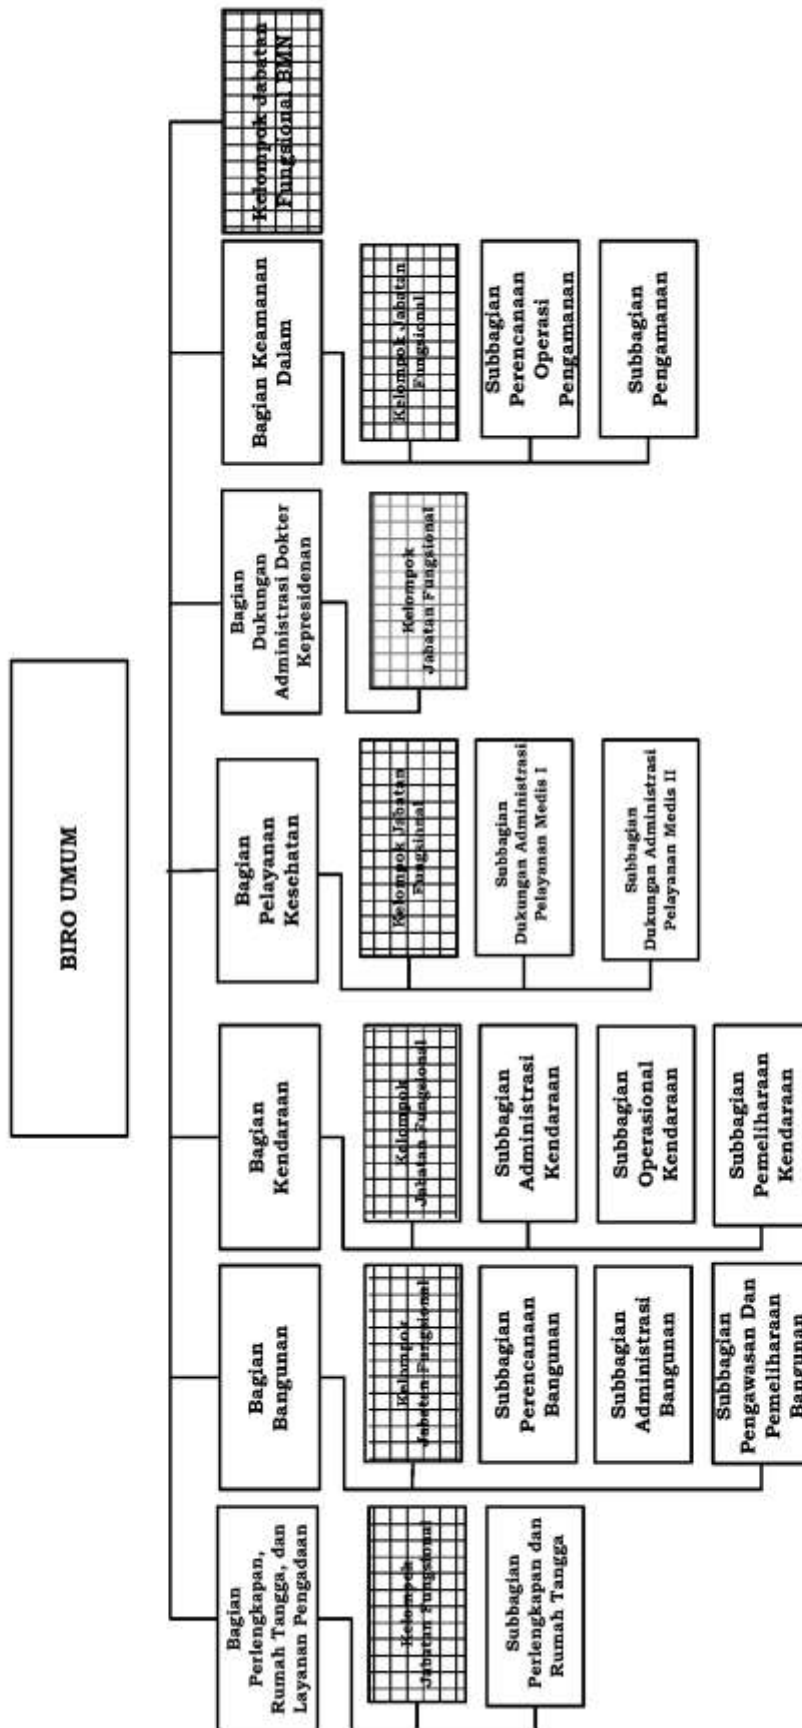 BIRO UMUM
Bagian
Perlengkapan,
Rumah Tangga, dan
Layanan Pengadaan
Kelompok
Jabatan Fungsional
Subbagian
Perlengkapan dan
Rumah Tangga
Bagian
Bangunan
Kelompok
Jabatan Fungsional
Subbagian
Perencanaan
Bangunan
Subbagian
Administrasi
Bangunan
Subbagian
Pengawasan Dan
Pemeliharaan
Bangunan
Bagian
Kendaraan
Kelompok
Jabatan Fungsional
Subbagian
Administrasi
Kendaraan
Subbagian
Operasional
Kendaraan
Subbagian
Pemeliharaan
Kendaraan
Bagian
Pelayanan
Kesehatan
Kelompok Jabatan
Fungsional
Subbagian
Dukungan Administrasi
Pelayanan Medis I
Subbagian
Dukungan Administrasi
Pelayanan Medis II
Bagian
Dukungan
Administrasi Dokter
Kepresidenan
Kelompok
Jabatan Fungsional
Bagian Keamanan
Dalam
Kelompok Jabatan
Fungsional
Subbagian
Perencanaan
Operasi
Pengamanan
Subbagian
Pengamanan
Kelompok Jabatan
Fungsional BMN